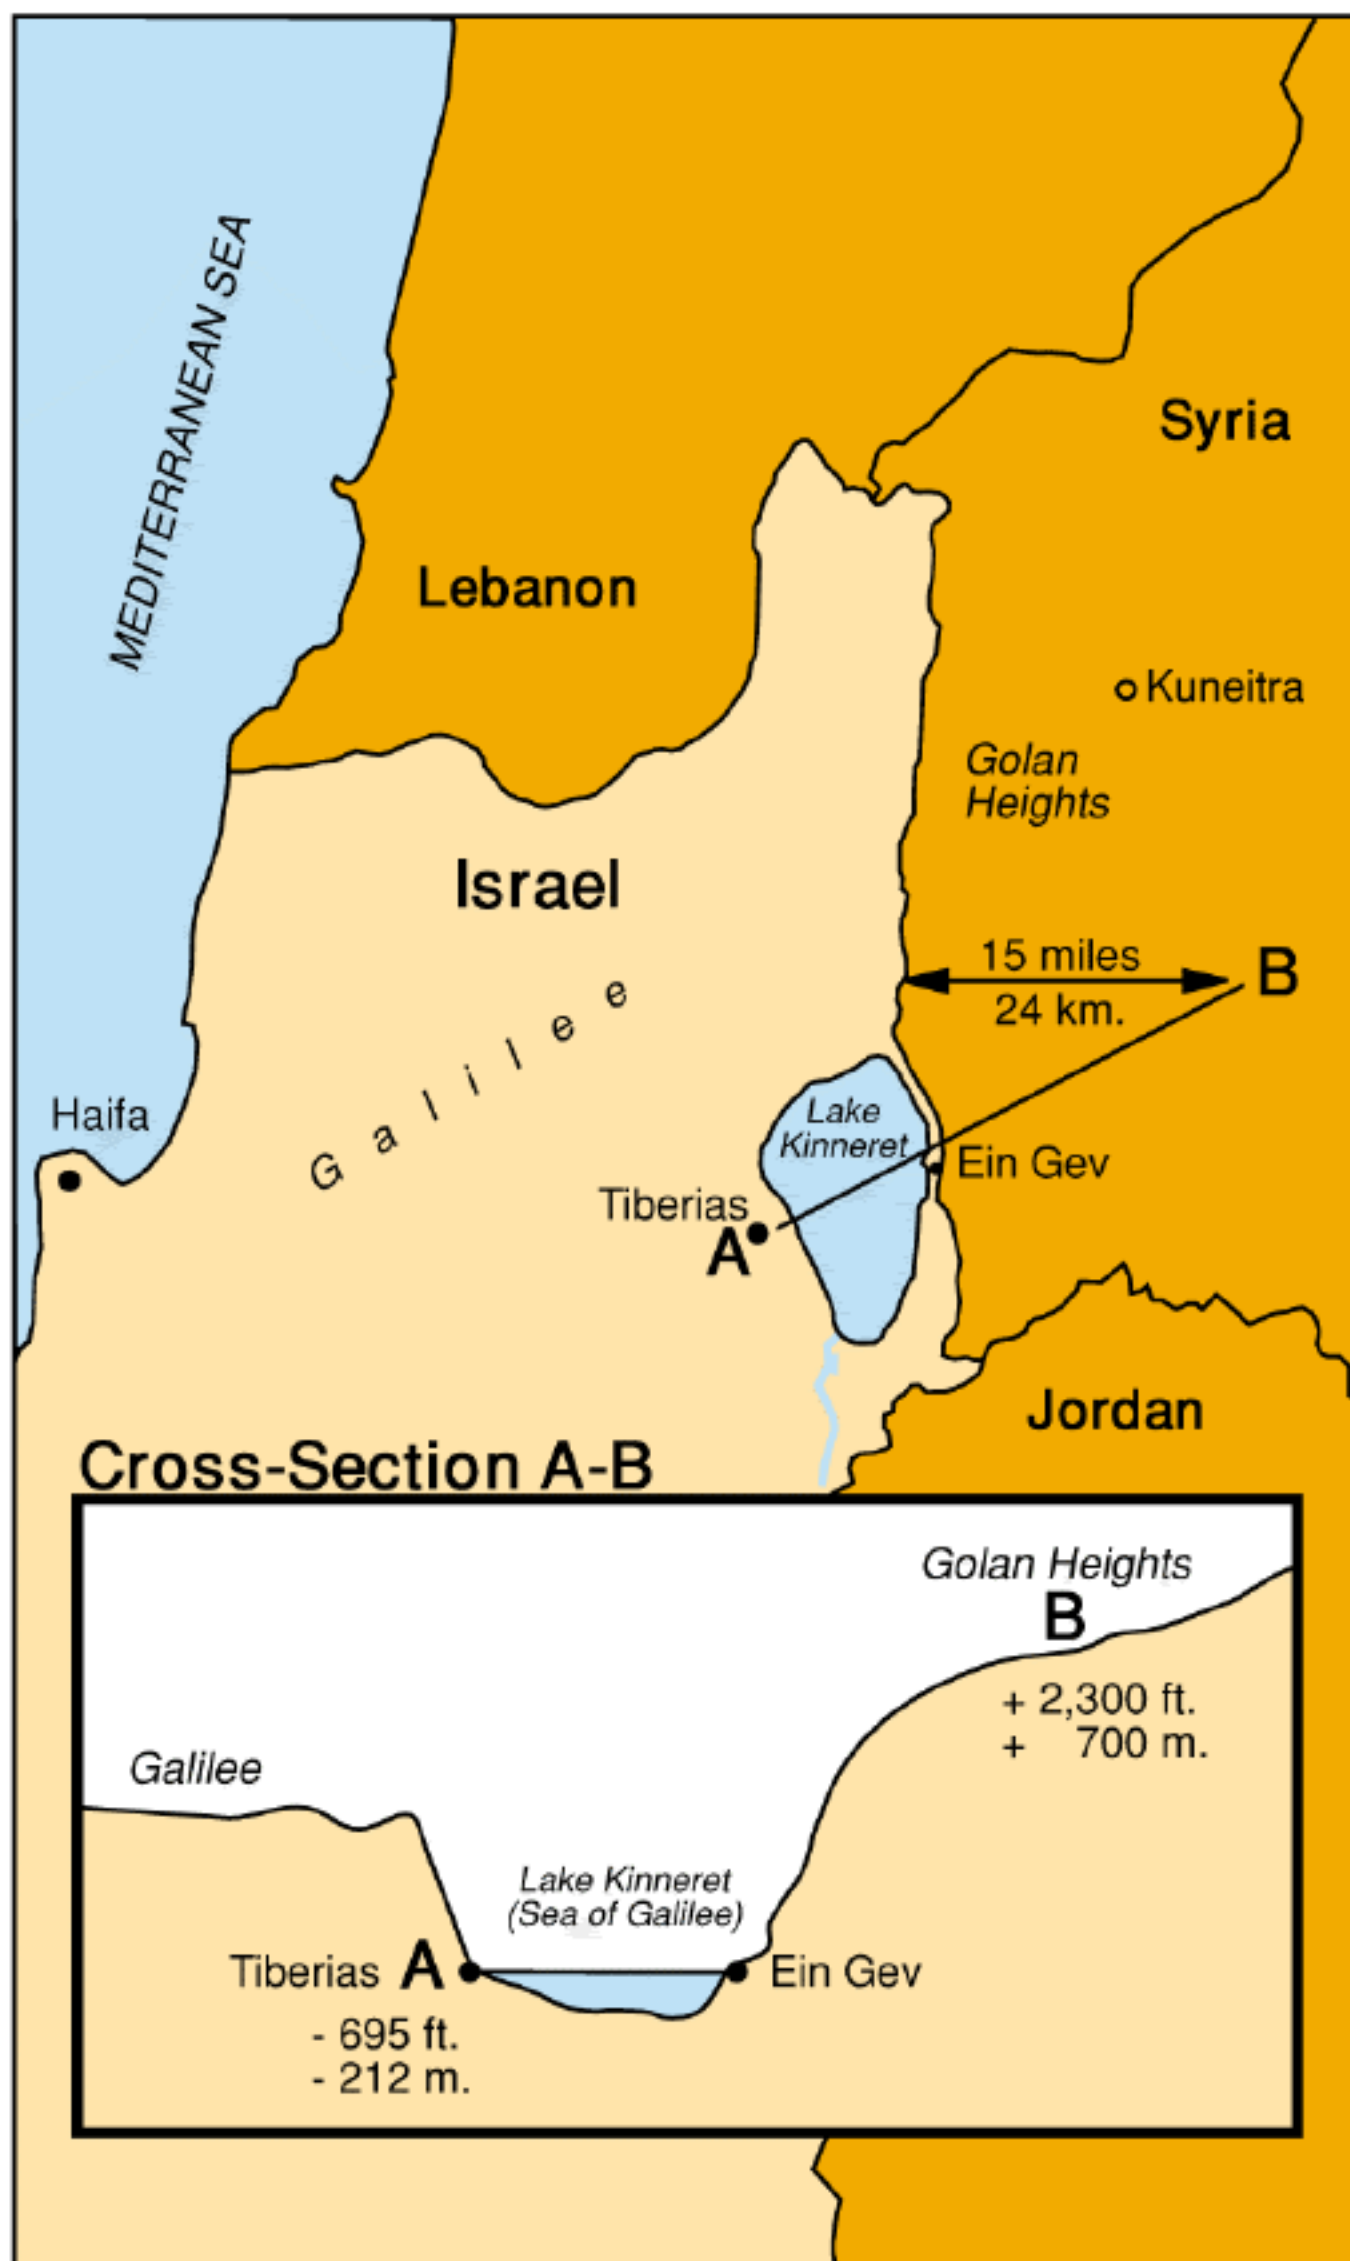 MEDITERRANEAN SEA
Syria
Lebanon
Kuneitra
Golan
Heights
Israel
15 miles
B
24 km.
Galilee
Haifa
Lake
Kinneret
Ein Gev
Tiberias
A
Jordan
Cross-Section A-B
Golan Heights
B
+ 2,300 ft.
+ 700 m.
Galilee
Lake Kinneret
(Sea of Galilee)
Tiberias A
Ein Gev
- 695 ft.
- 212 m.